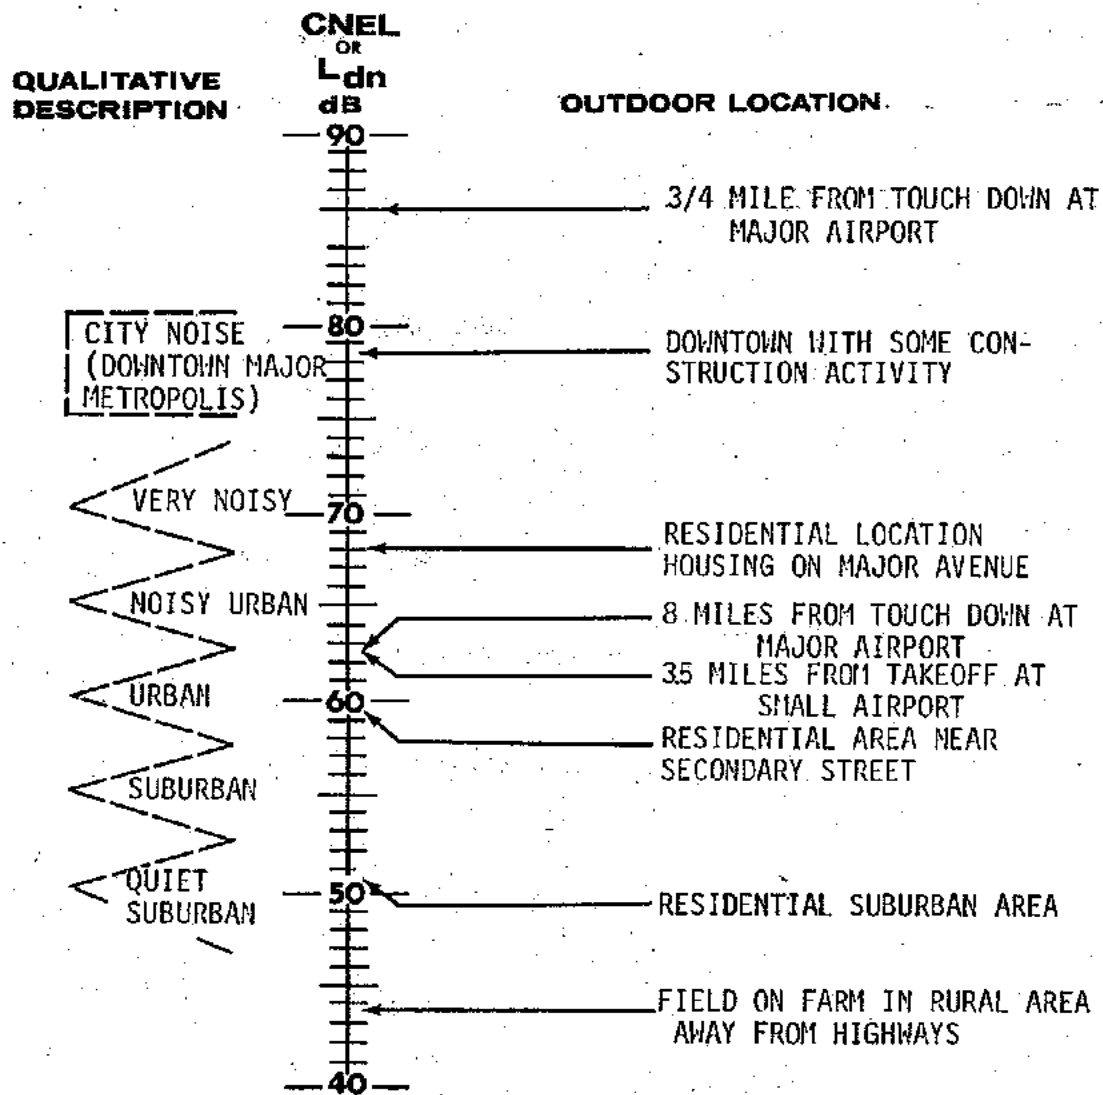 CNEL
OR
Ldn
dB
QUALITATIVE
DESCRIPTION
OUTDOOR LOCATION
90
3/4 MILE FROM TOUCH DOWN AT
MAJOR AIRPORT
80
CITY NOISE
(DOWNTOWN MAJOR
METROPOLIS)
DOWNTOWN WITH SOME CON-
STRUCTION ACTIVITY
VERY NOISY
70
RESIDENTIAL LOCATION
HOUSING ON MAJOR AVENUE
NOISY URBAN
8 MILES FROM TOUCH DOWN AT
MAJOR AIRPORT
3.5 MILES FROM TAKEOFF AT
SMALL AIRPORT
URBAN
60
RESIDENTIAL AREA NEAR
SECONDARY STREET
SUBURBAN
QUIET
SUBURBAN
50
RESIDENTIAL SUBURBAN AREA
FIELD ON FARM IN RURAL AREA
AWAY FROM HIGHWAYS
40